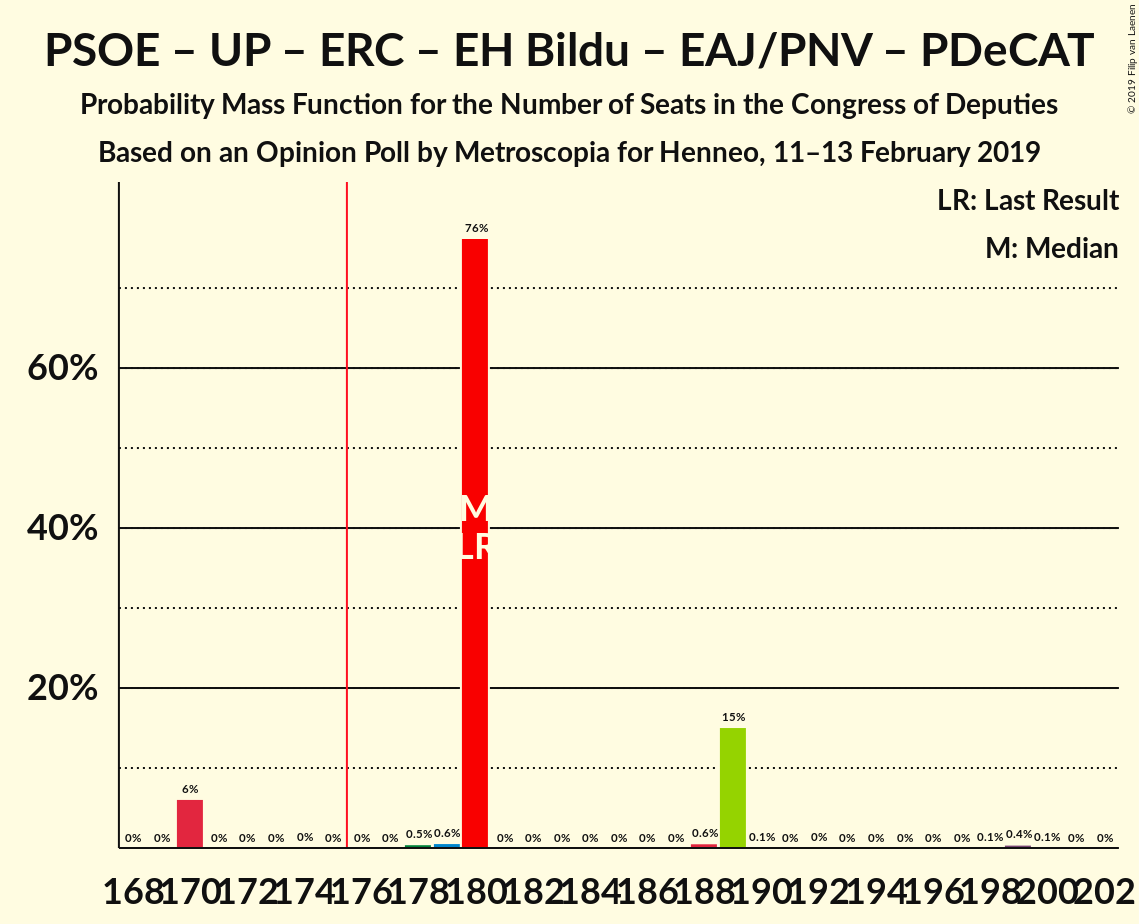 PSOE – UP – ERC – EH Bildu – EAJ/PNV – PDeCAT
Probability Mass Function for the Number of Seats in the Congress of Deputies
Based on an Opinion Poll by Metroscopia for Henneo, 11–13 February 2019
© 2019 Filip van Laenen
LR: Last Result
M: Median
76%
60%
M
40%
LR
20%
15%
6%
0% 0% 0% 0% 0% 0% 0% 0% 0% 0.5% 0.6% 0% 0% 0% 0% 0% 0% 0% 0.6% 0.1% 0% 0% 0% 0% 0% 0% 0% 0.1% 0.4% 0.1% 0% 0%
168 170 172 174 176 178 180 182 184 186 188 190 192 194 196 198 200 202